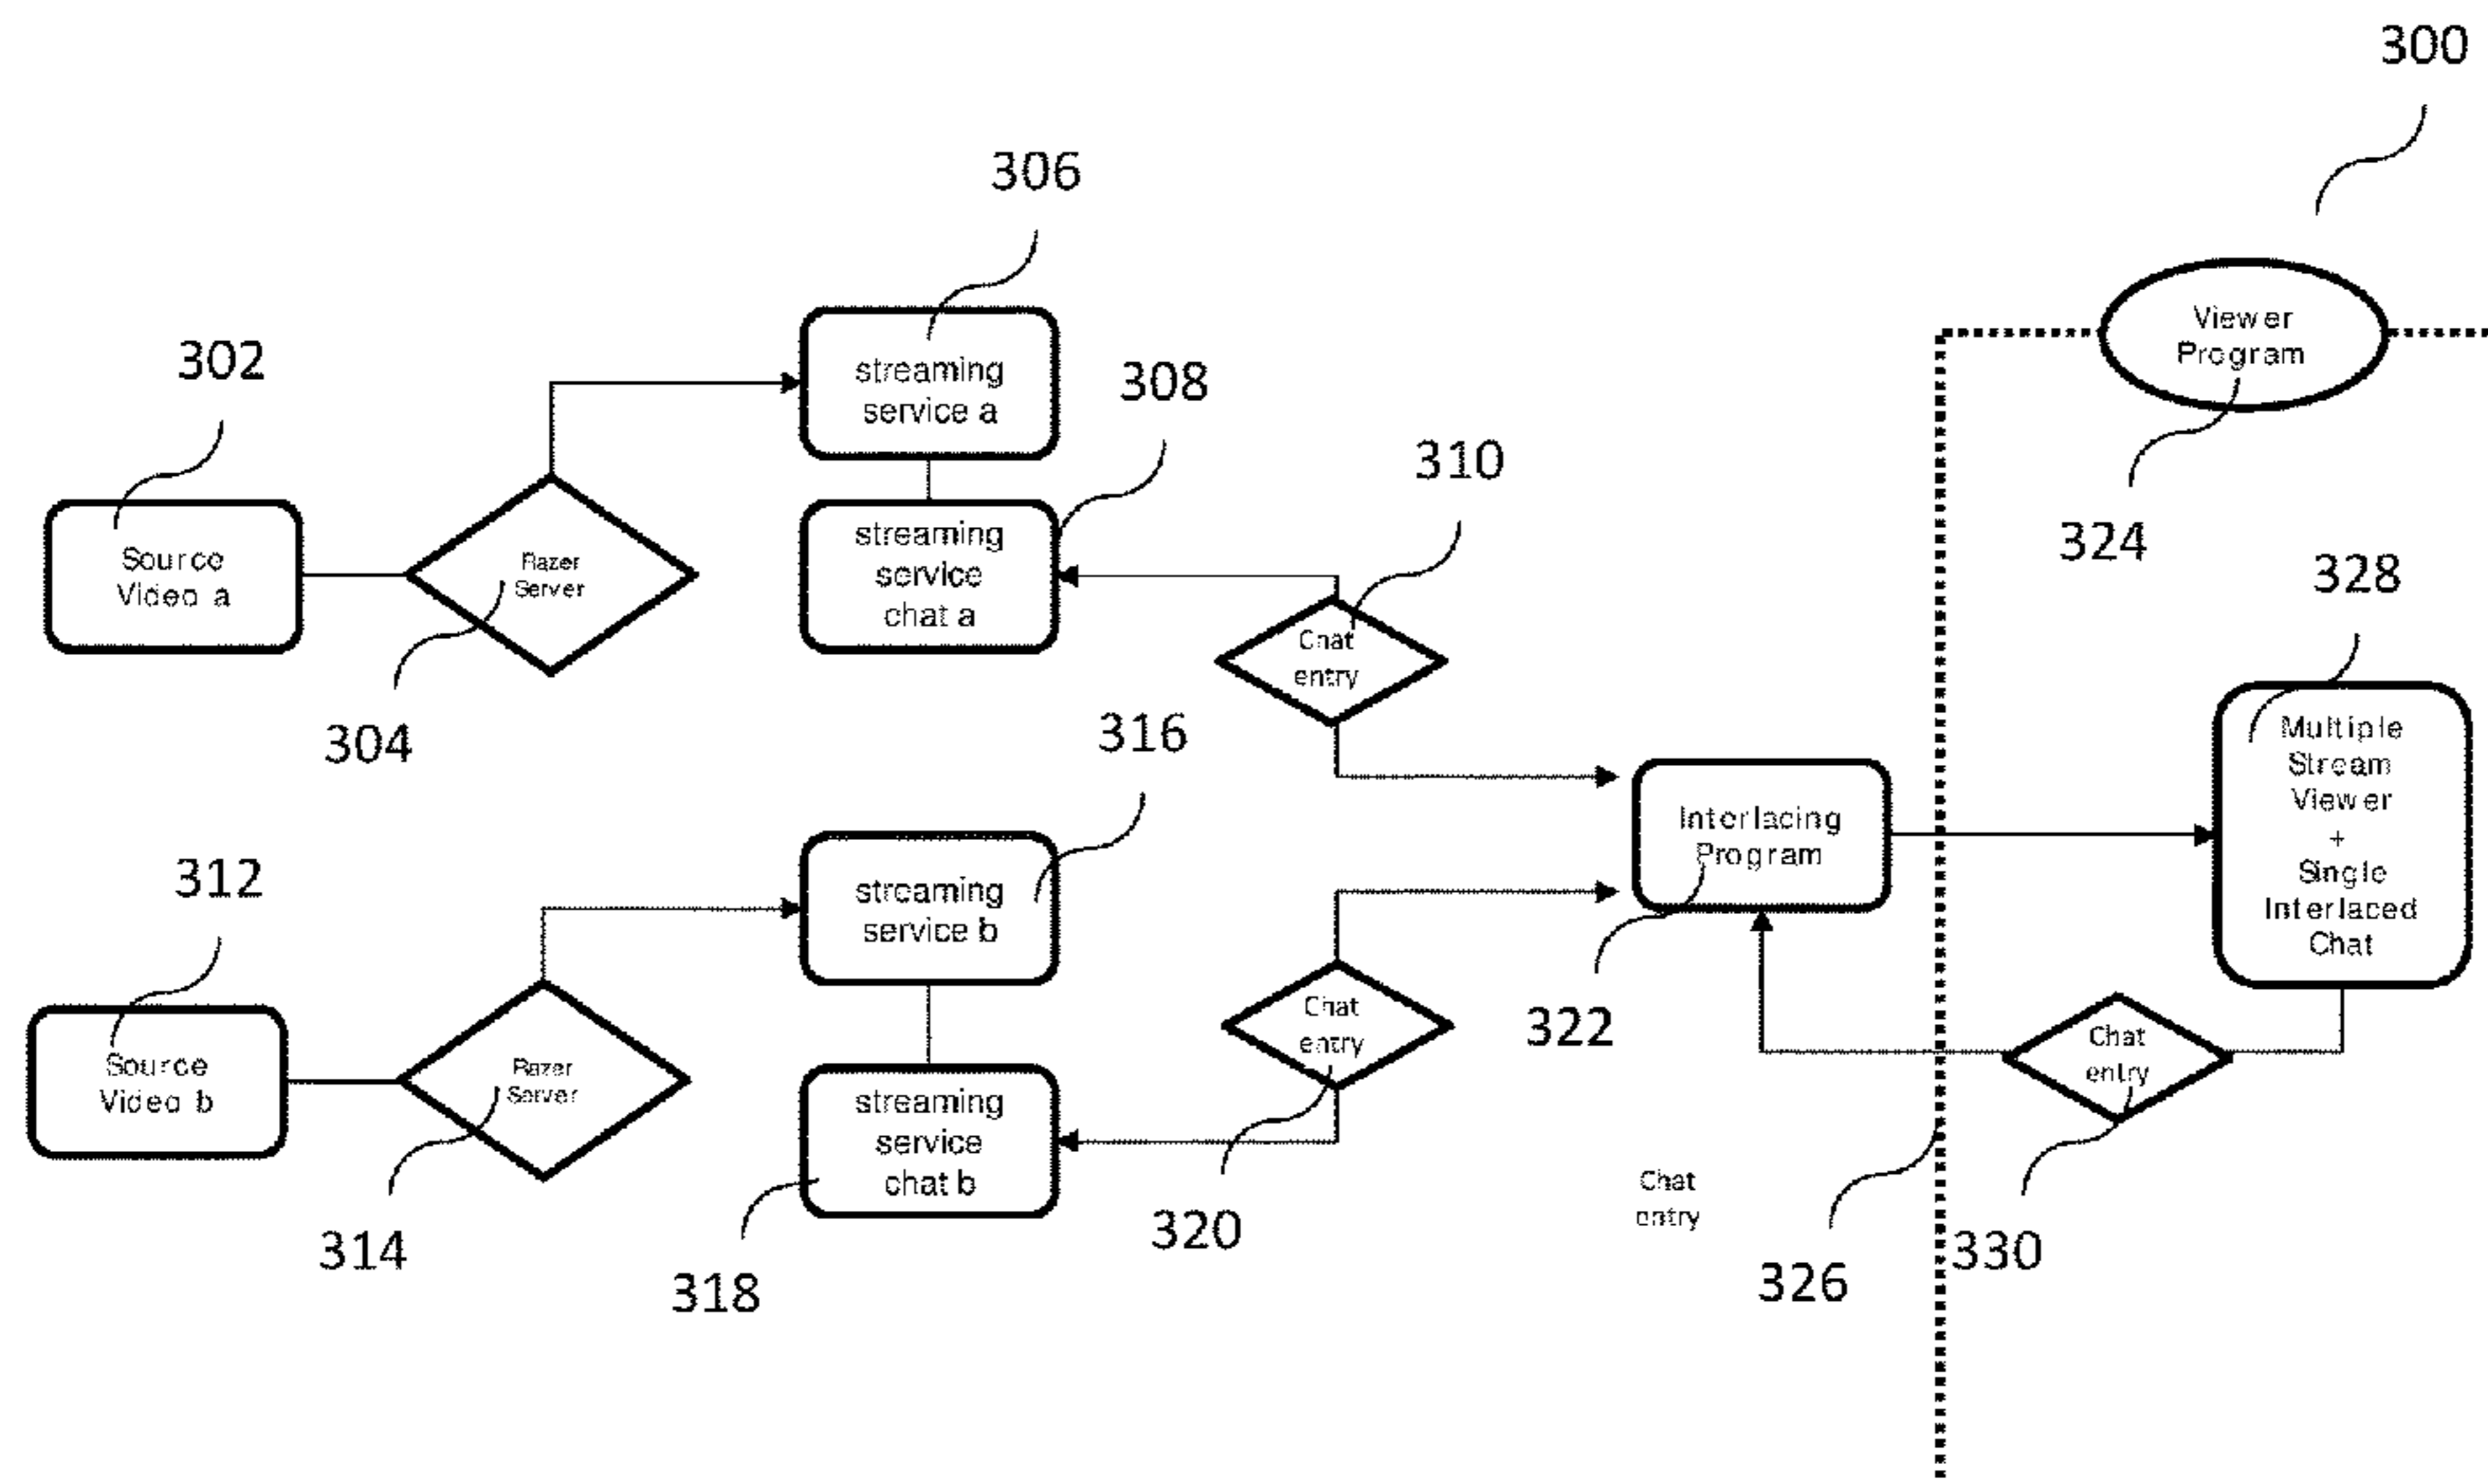 300
306
Viewer
Program
302
308
streaming
service a
310
324
328
streaming
service
chat a
Source
Video a
Razer
Server
Chat
entry
304
316
Multiple
Stream
Viewer
+
Single
Interlaced
Chat
Interlacing
Program
312
streaming
service b
322
Chat
entry
Chat
entry
Source
Video b
Razer
Server
streaming
service
chat b
Chat
entry
314
320
330
318
326